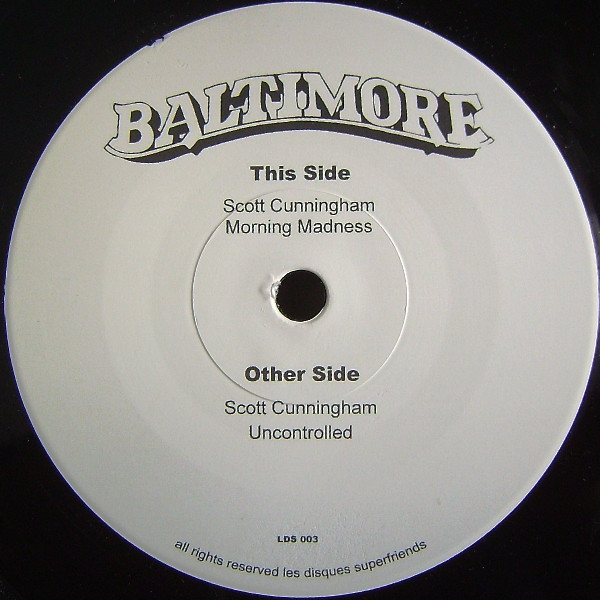 BALTIMORE
This Side
Scott Cunningham
Morning Madness
Other Side
Scott Cunningham
Uncontrolled
LDS 003
all rights reserved les disques superfriends